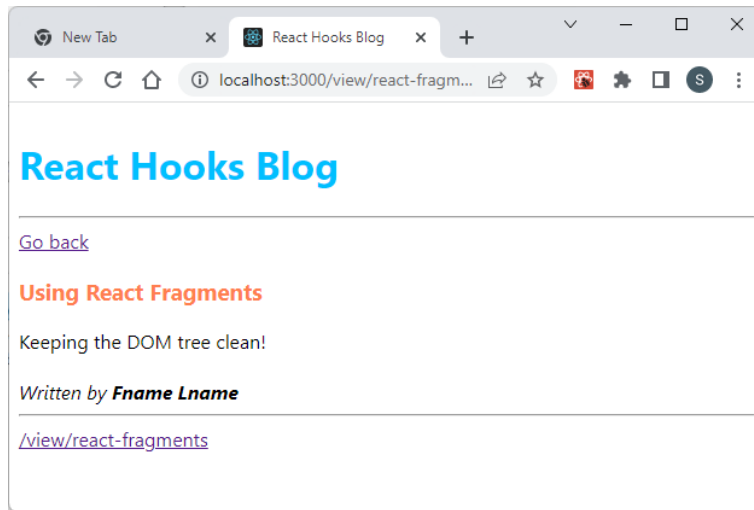 New Tab
React Hooks Blog
localhost:3000/view/react-fragm...
S
React Hooks Blog
Go back
Using React Fragments
Keeping the DOM tree clean!
Written by Fname Lname
/view/react-fragments